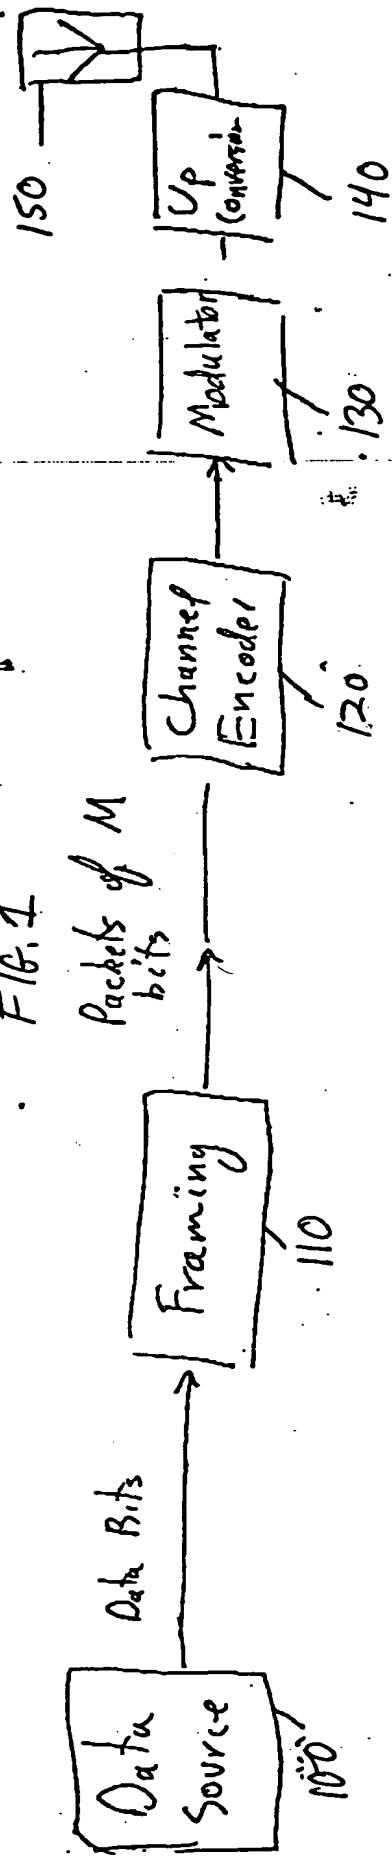 FIG. 1
Data
Source
100
Data Bits
Framing
110
Packets of M
bits
Channel
Encoder
120
Modulator
130
Up
Conversion
140
150